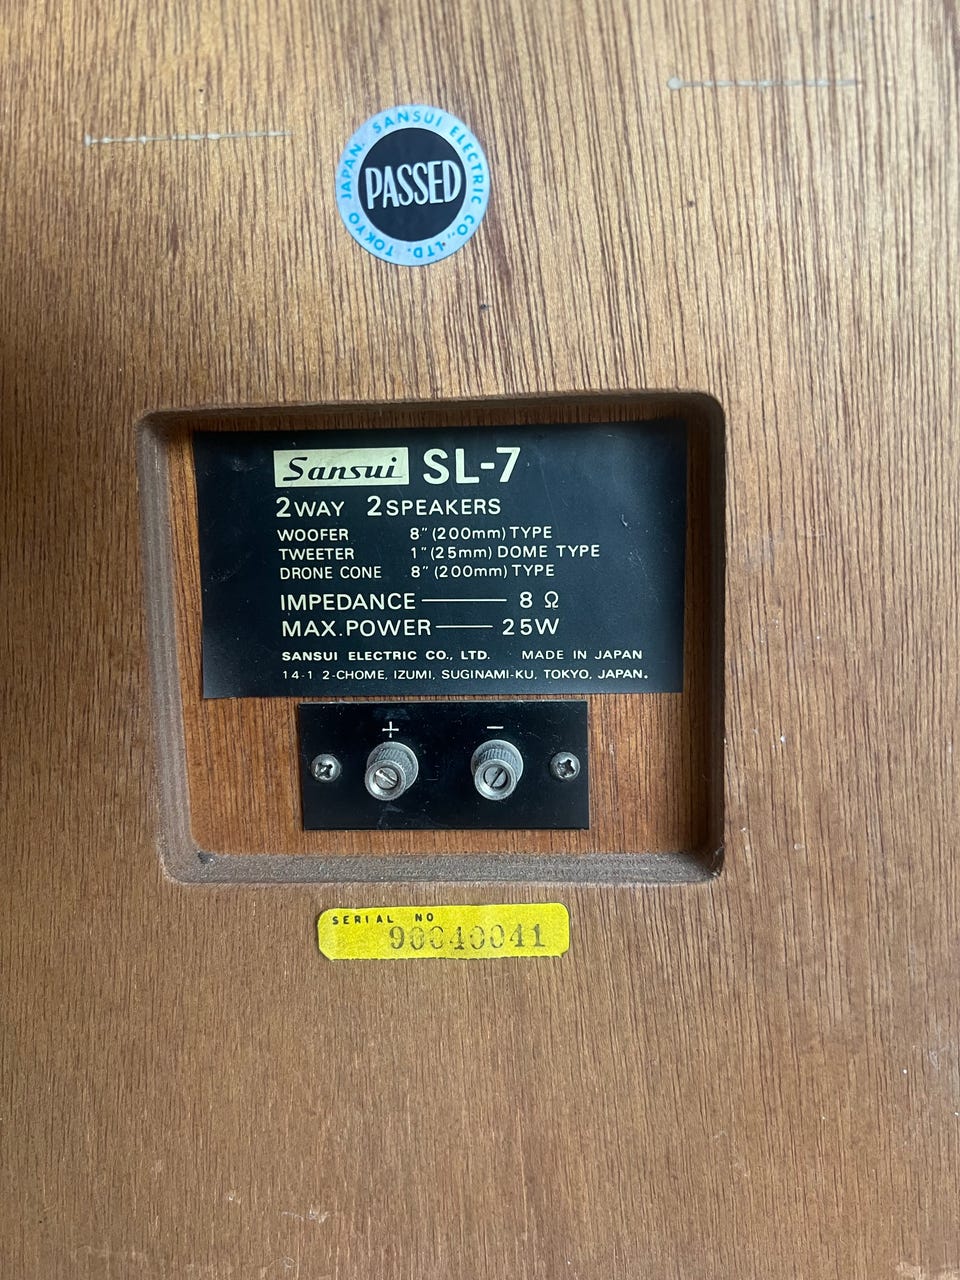 SANSUI ELECTRIC CO., LTD. TOKYO JAPAN.
PASSED
Sansui SL-7
2WAY 2SPEAKERS
WOOFER 8" (200mm) TYPE
TWEETER 1" (25mm) DOME TYPE
DRONE CONE 8" (200mm) TYPE
IMPEDANCE 8 Ω
MAX.POWER 25W
SANSUI ELECTRIC CO., LTD. MADE IN JAPAN
14-1 2-CHOME, IZUMI, SUGINAMI-KU, TOKYO, JAPAN.
+ −
SERIAL NO
90040041